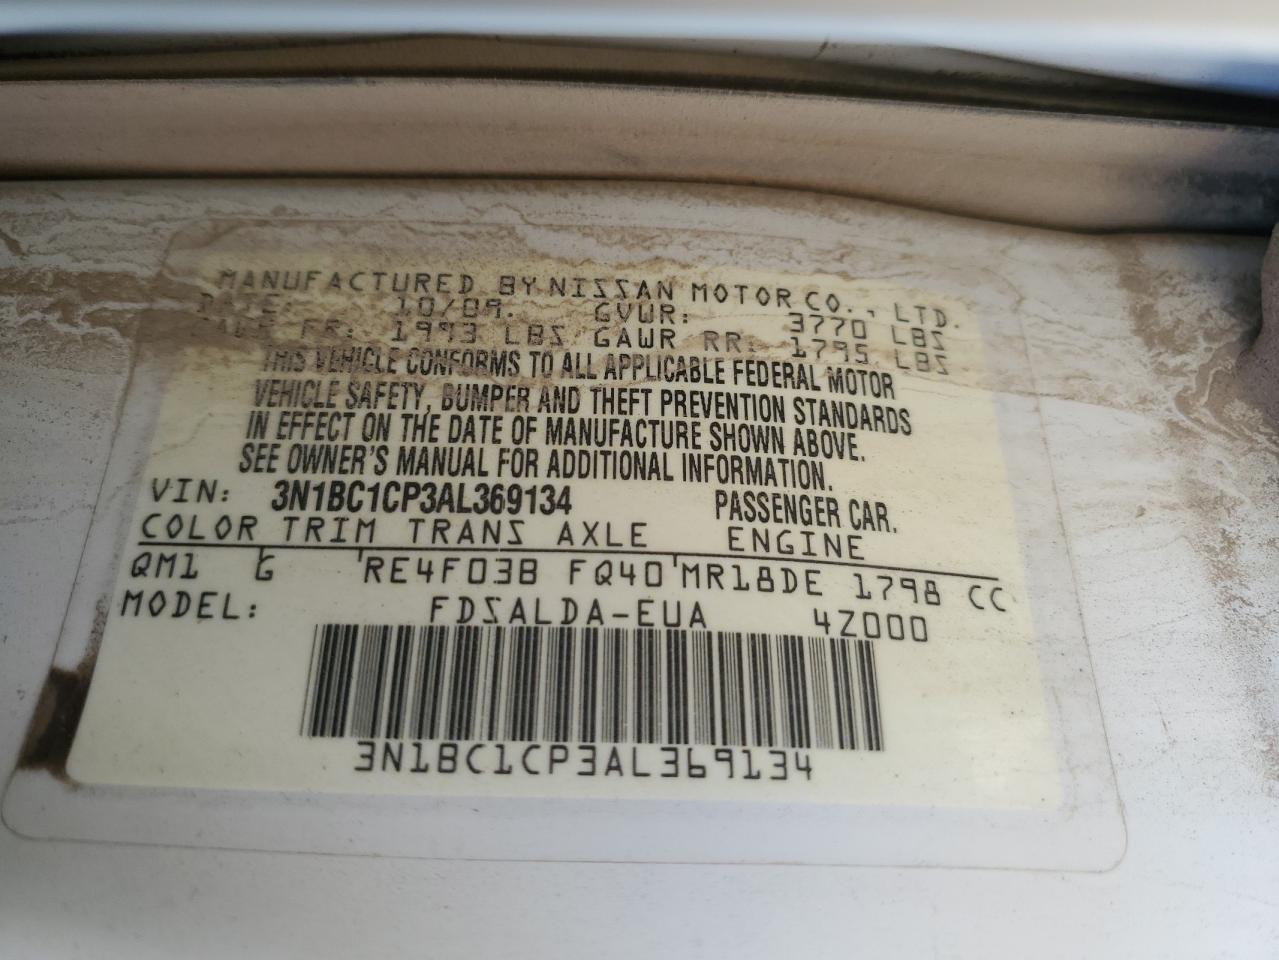 MANUFACTURED BY NISSAN MOTOR CO., LTD.
DATE: 10/09. GVWR: 3770 LBS
FR: 1993 LBS GAWR RR: 1795 LBS
THIS VEHICLE CONFORMS TO ALL APPLICABLE FEDERAL MOTOR
VEHICLE SAFETY, BUMPER AND THEFT PREVENTION STANDARDS
IN EFFECT ON THE DATE OF MANUFACTURE SHOWN ABOVE.
SEE OWNER'S MANUAL FOR ADDITIONAL INFORMATION.
VIN: 3N1BC1CP3AL369134 PASSENGER CAR.
COLOR TRIM TRANS AXLE ENGINE
QM1 G RE4F03B FQ40 MR18DE 1798 CC
MODEL: FDSALDA-EUA 4Z000
3N1BC1CP3AL369134